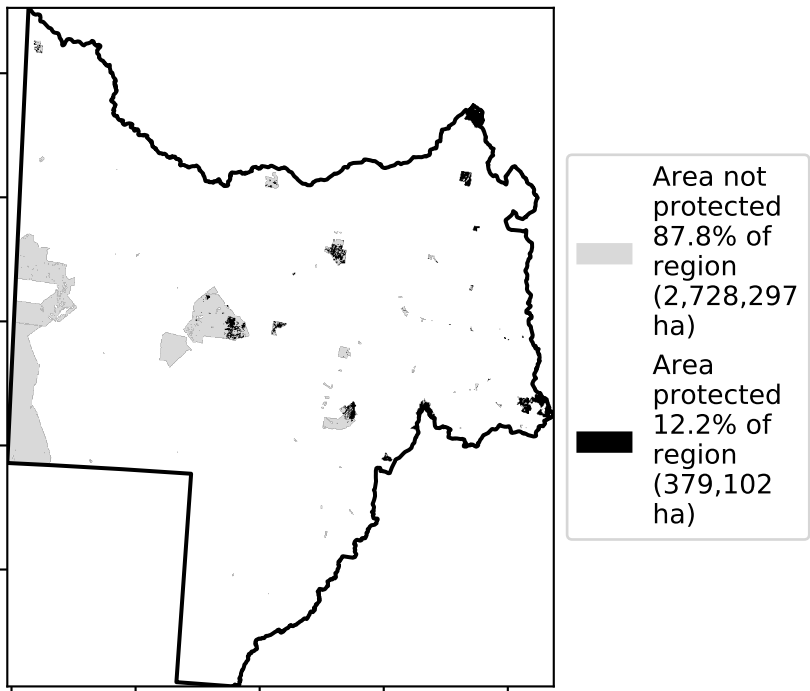 Area not
protected
87.8% of
region
(2,728,297
ha)
Area
protected
12.2% of
region
(379,102
ha)